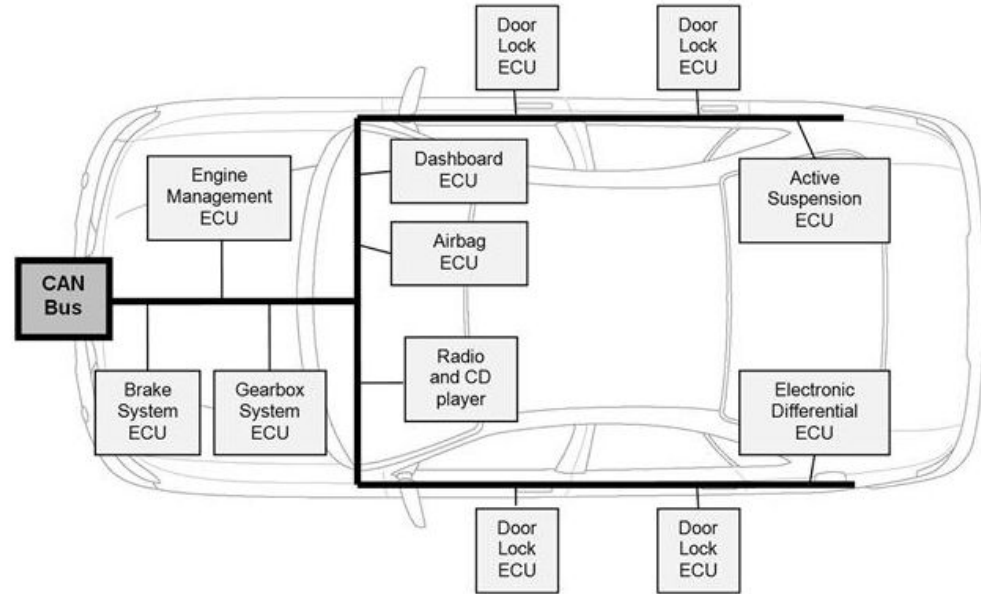 Door
Lock
ECU
Door
Lock
ECU
Engine
Management
ECU
Dashboard
ECU
Active
Suspension
ECU
Airbag
ECU
CAN
Bus
Radio
and CD
player
Brake
System
ECU
Gearbox
System
ECU
Electronic
Differential
ECU
Door
Lock
ECU
Door
Lock
ECU